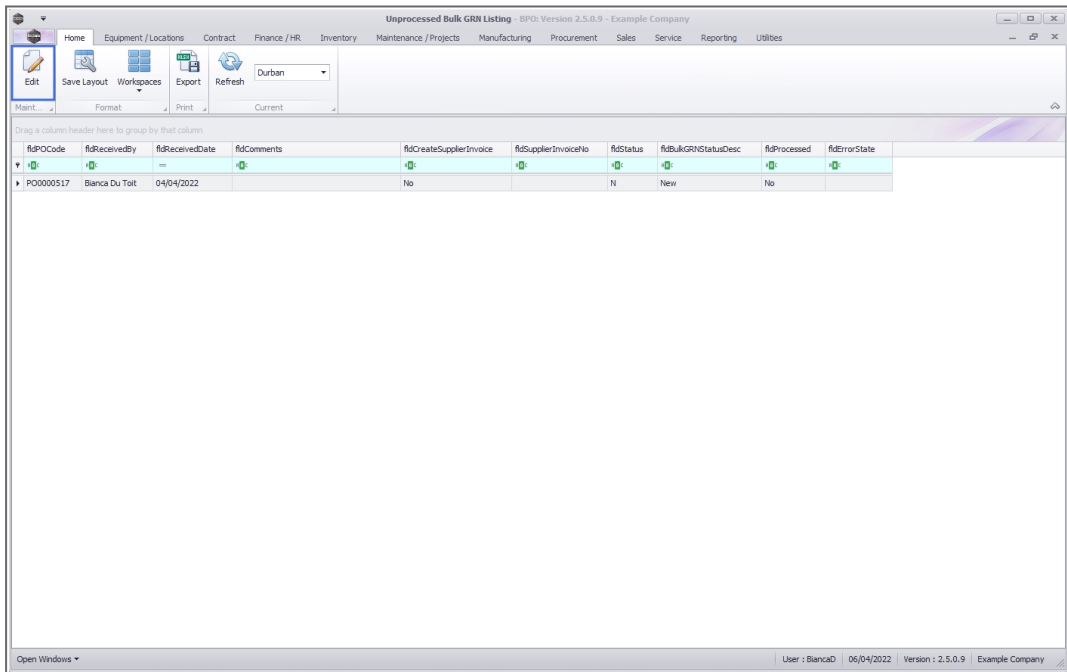 Unprocessed Bulk GRN Listing - BPO: Version 2.5.0.9 - Example Company
Home Equipment / Locations Contract Finance / HR Inventory Maintenance / Projects Manufacturing Procurement Sales Service Reporting Utilities
Edit Save Layout Workspaces Export Refresh Durban
Maint... Format Print Current
Drag a column header here to group by that column
fldPOCode fldReceivedBy fldReceivedDate fldComments fldCreateSupplierInvoice fldSupplierInvoiceNo fldStatus fldBulkGRNStatusDesc fldProcessed fldErrorState
PO0000517 Bianca Du Toit 04/04/2022 No N New No
Open Windows User : BiancaD 06/04/2022 Version : 2.5.0.9 Example Company